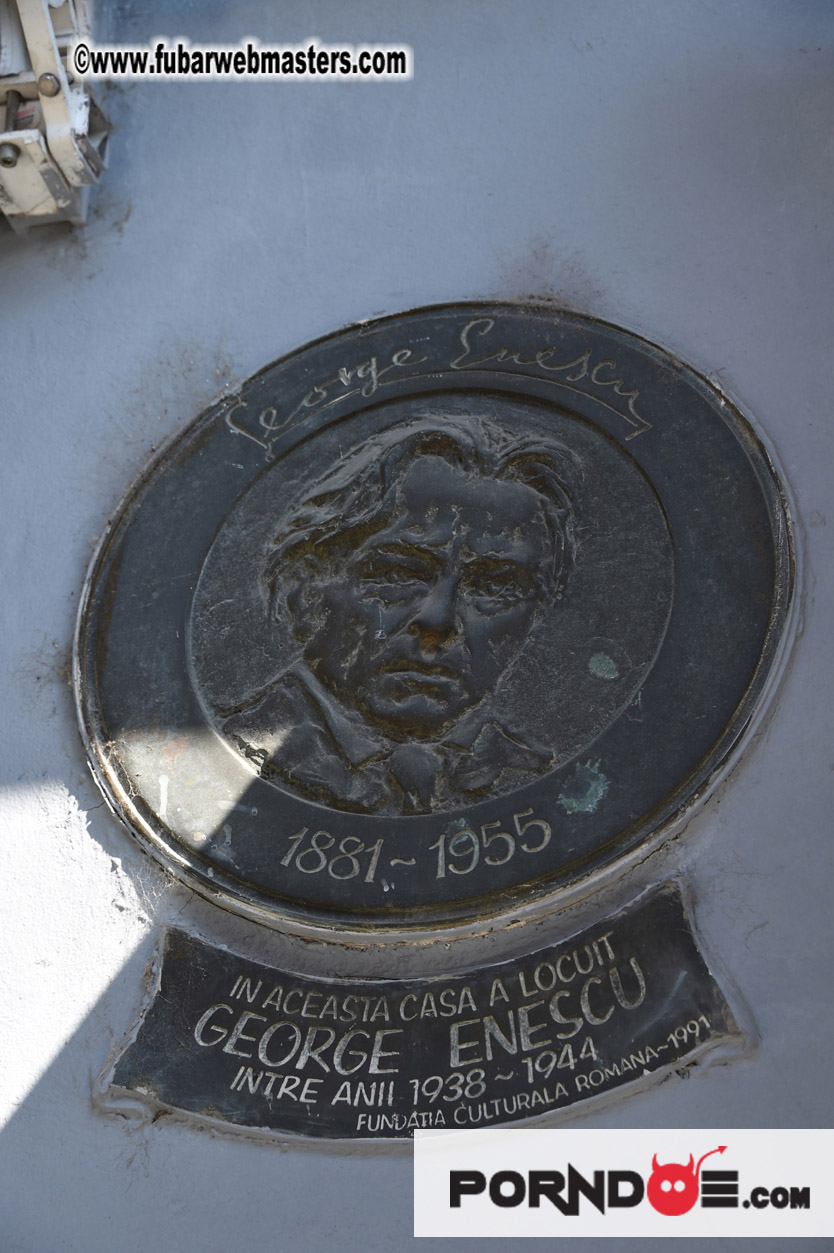 ©www.fubarwebmasters.com
George Enescu
1881~1955
IN ACEASTA CASA A LOCUIT
GEORGE ENESCU
INTRE ANII 1938~1944
FUNDATIA CULTURALA ROMANA~1991
PORNDOE.COM